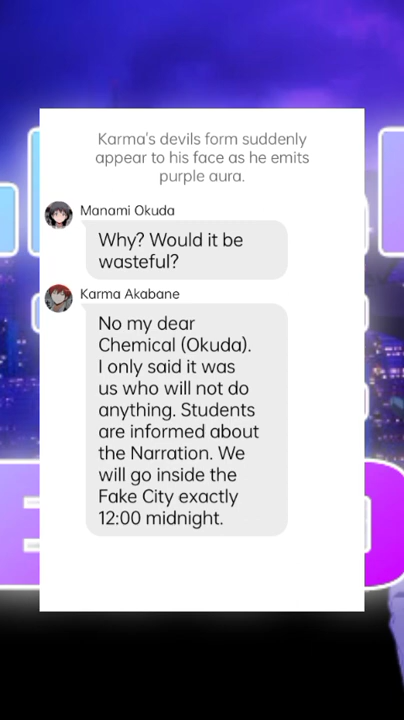 Karma's devils form suddenly
appear to his face as he emits
purple aura.
Manami Okuda
Why? Would it be
wasteful?
Karma Akabane
No my dear
Chemical (Okuda).
I only said it was
us who will not do
anything. Students
are informed about
the Narration. We
will go inside the
Fake City exactly
12:00 midnight.